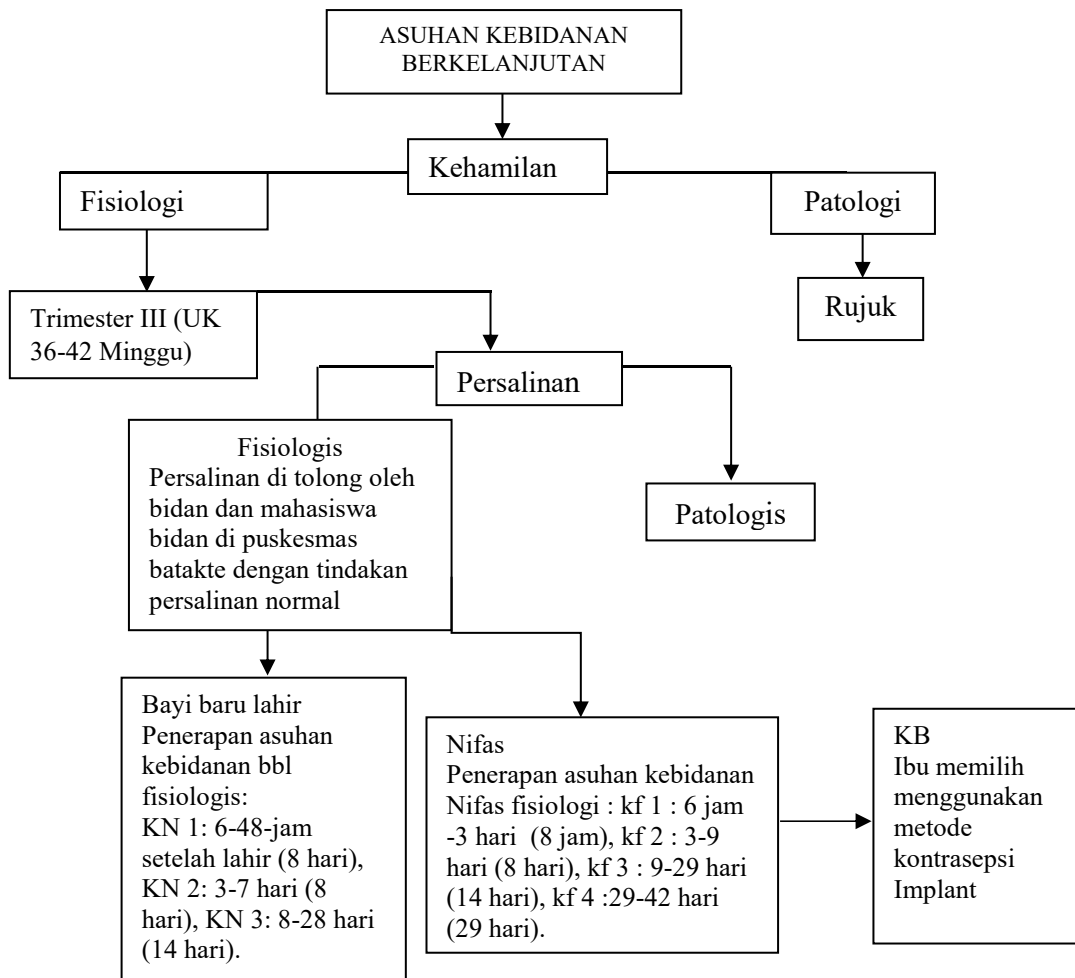 ASUHAN KEBIDANAN
BERKELANJUTAN
Kehamilan
Fisiologi
Patologi
Trimester III (UK
36-42 Minggu)
Rujuk
Persalinan
Fisiologis
Persalinan di tolong oleh
bidan dan mahasiswa
bidan di puskesmas
batakte dengan tindakan
persalinan normal
Patologis
Bayi baru lahir
Penerapan asuhan
kebidanan bbl
fisiologis:
KN 1: 6-48-jam
setelah lahir (8 hari),
KN 2: 3-7 hari (8
hari), KN 3: 8-28 hari
(14 hari).
Nifas
Penerapan asuhan kebidanan
Nifas fisiologi : kf 1 : 6 jam
-3 hari (8 jam), kf 2 : 3-9
hari (8 hari), kf 3 : 9-29 hari
(14 hari), kf 4 :29-42 hari
(29 hari).
KB
Ibu memilih
menggunakan
metode
kontrasepsi
Implant